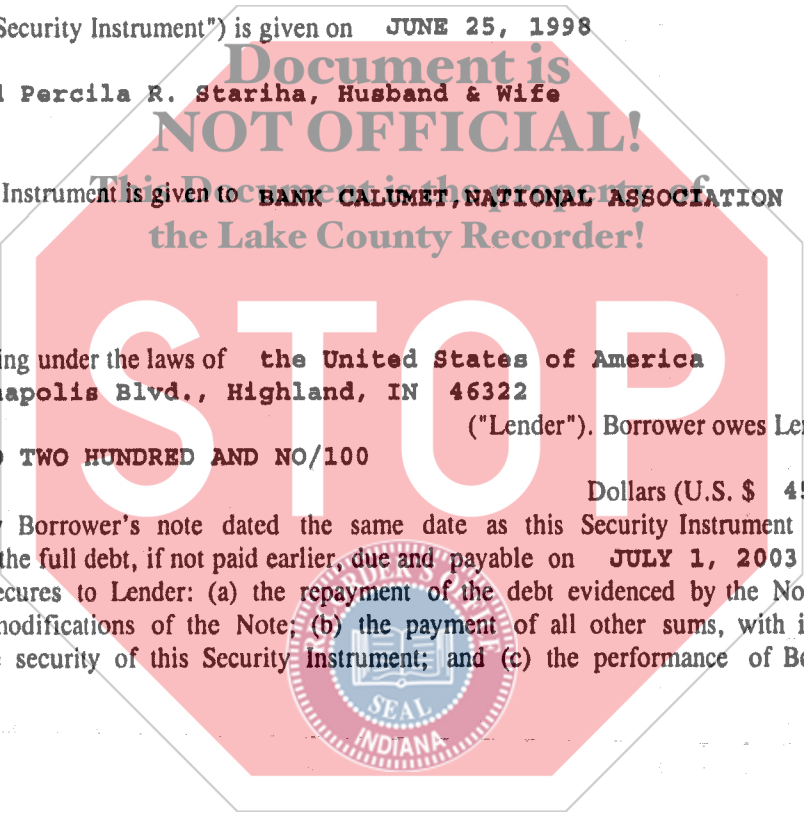 Security Instrument") is given on JUNE 25, 1998
Document is
Percila R. Stariha, Husband & Wife
NOT OFFICIAL!
Instrument is given to BANK CALUMET, NATIONAL ASSOCIATION
This Document is the property of
the Lake County Recorder!
STOP
ing under the laws of the United States of America
napolis Blvd., Highland, IN 46322
("Lender"). Borrower owes Len
TWO HUNDRED AND NO/100
Dollars (U.S. $ 45
Borrower's note dated the same date as this Security Instrument
the full debt, if not paid earlier, due and payable on JULY 1, 2003
ecures to Lender: (a) the repayment of the debt evidenced by the No
modifications of the Note; (b) the payment of all other sums, with i
security of this Security Instrument; and (c) the performance of Bo
RECORDER'S OFFICE
SEAL
INDIANA